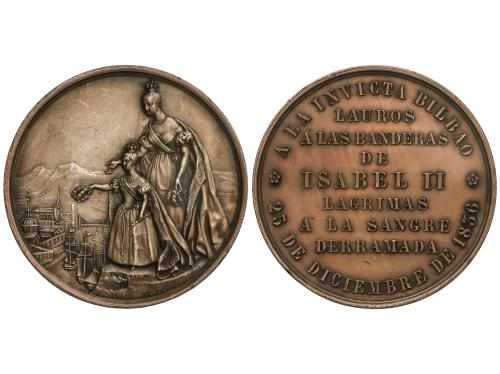 A LA INVICTA BILBAO
LAUROS
A LAS BANDERAS
DE
ISABEL II
LAGRIMAS
Á LA SANGRE
DERRAMADA
25 DE DICIEMBRE DE 1836